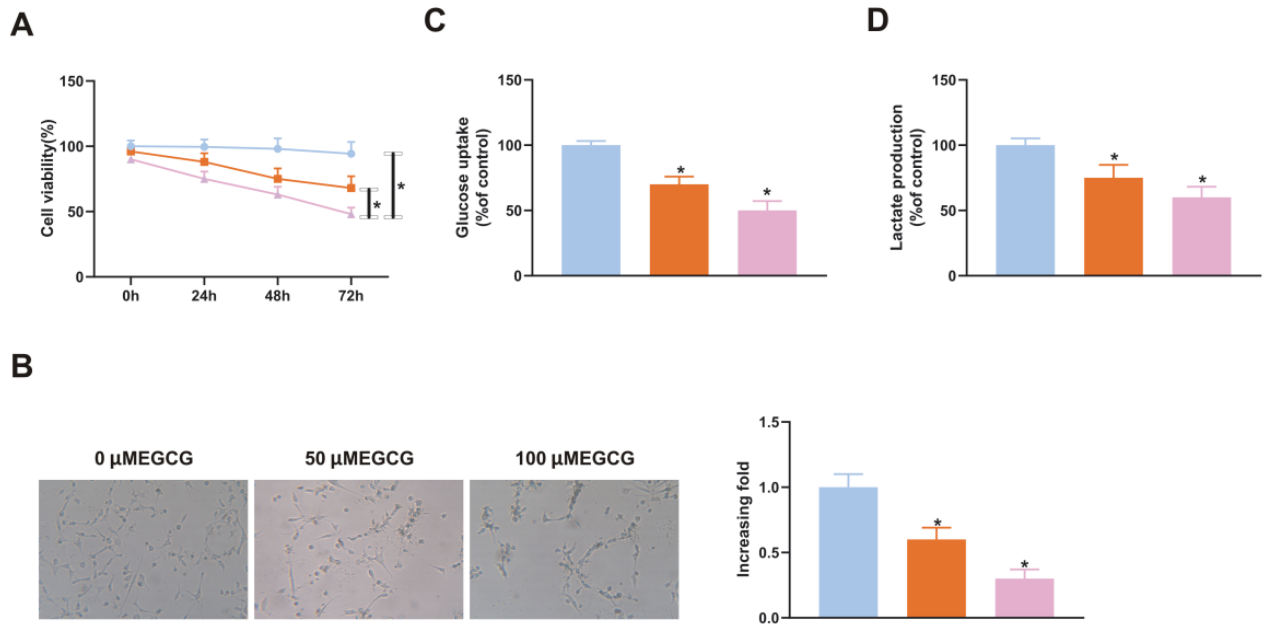 A
Cell viability(%)
150
100
50
0
0h
24h
48h
72h
*
*
C
Glucose uptake
(%of control)
150
100
50
0
*
*
D
Lactate production
(%of control)
150
100
50
0
*
*
B
0 μMEGCG
50 μMEGCG
100 μMEGCG
Increasing fold
1.5
1.0
0.5
0.0
*
*